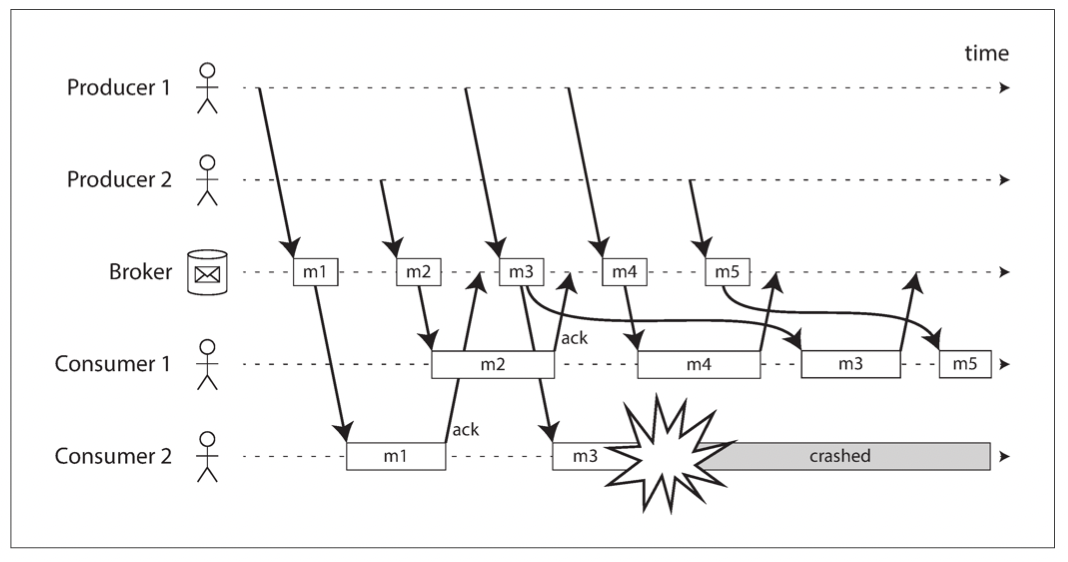 time
Producer 1
Producer 2
Broker
m1
m2
m3
m4
m5
ack
Consumer 1
m2
m4
m3
m5
ack
Consumer 2
m1
m3
crashed